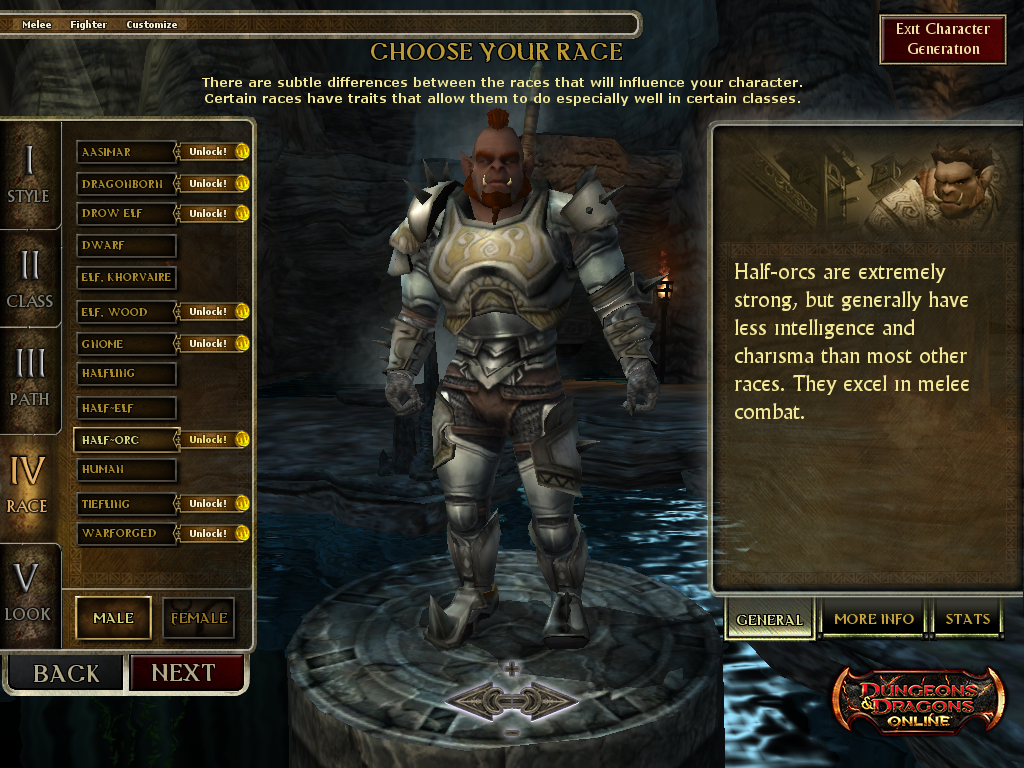 Melee Fighter Customize
Exit Character
Generation
CHOOSE YOUR RACE
There are subtle differences between the races that will influence your character.
Certain races have traits that allow them to do especially well in certain classes.
I
STYLE
II
CLASS
III
PATH
IV
RACE
V
LOOK
AASIMAR Unlock!
DRAGONBORN Unlock!
DROW ELF Unlock!
DWARF
ELF, KHORVAIRE
ELF, WOOD Unlock!
GNOME Unlock!
HALFLING
HALF-ELF
HALF-ORC Unlock!
HUMAN
TIEFLING Unlock!
WARFORGED Unlock!
MALE FEMALE
BACK NEXT
Half-orcs are extremely
strong, but generally have
less intelligence and
charisma than most other
races. They excel in melee
combat.
GENERAL MORE INFO STATS
DUNGEONS
& DRAGONS
ONLINE